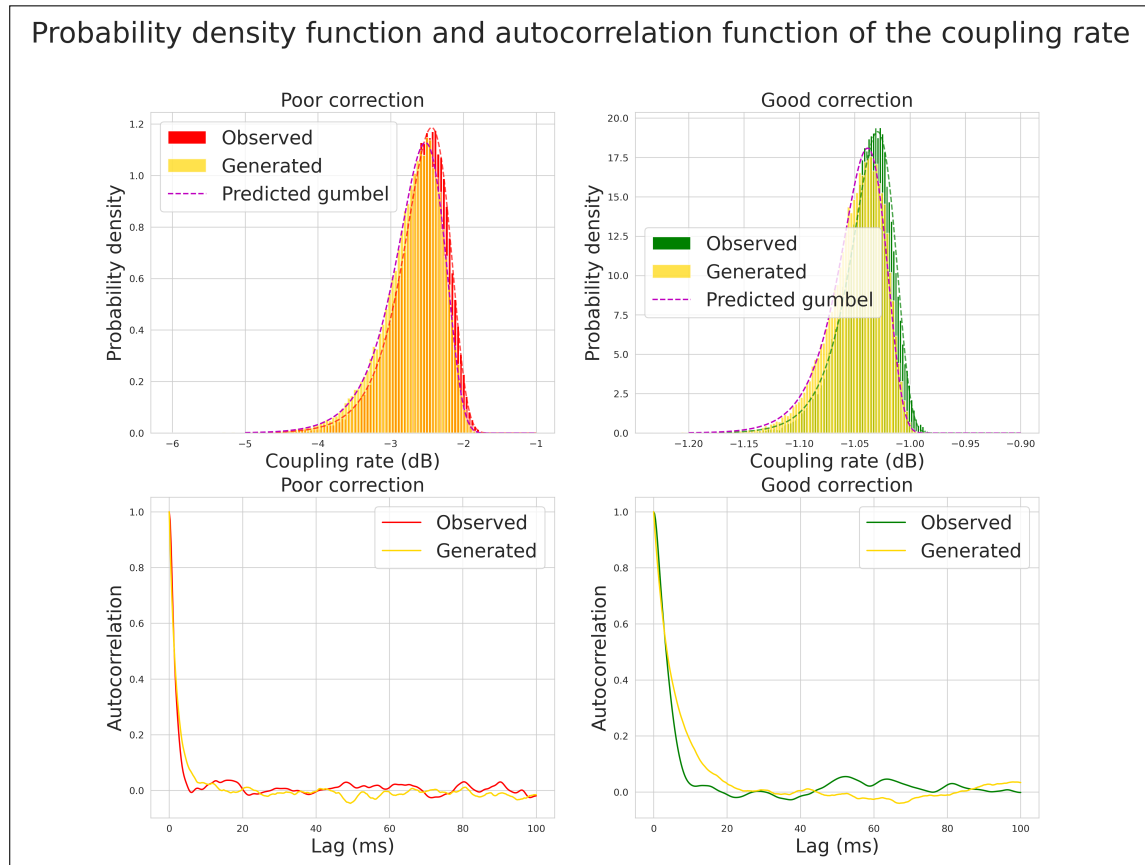 Probability density function and autocorrelation function of the coupling rate
Poor correction
Observed
Generated
Predicted gumbel
Probability density
1.2
1.0
0.8
0.6
0.4
0.2
0.0
−6
−5
−4
−3
−2
−1
Coupling rate (dB)
Good correction
Observed
Generated
Predicted gumbel
Probability density
20.0
17.5
15.0
12.5
10.0
7.5
5.0
2.5
0.0
−1.20
−1.15
−1.10
−1.05
−1.00
−0.95
−0.90
Coupling rate (dB)
Poor correction
Observed
Generated
Autocorrelation
1.0
0.8
0.6
0.4
0.2
0.0
0
20
40
60
80
100
Lag (ms)
Good correction
Observed
Generated
Autocorrelation
1.0
0.8
0.6
0.4
0.2
0.0
0
20
40
60
80
100
Lag (ms)